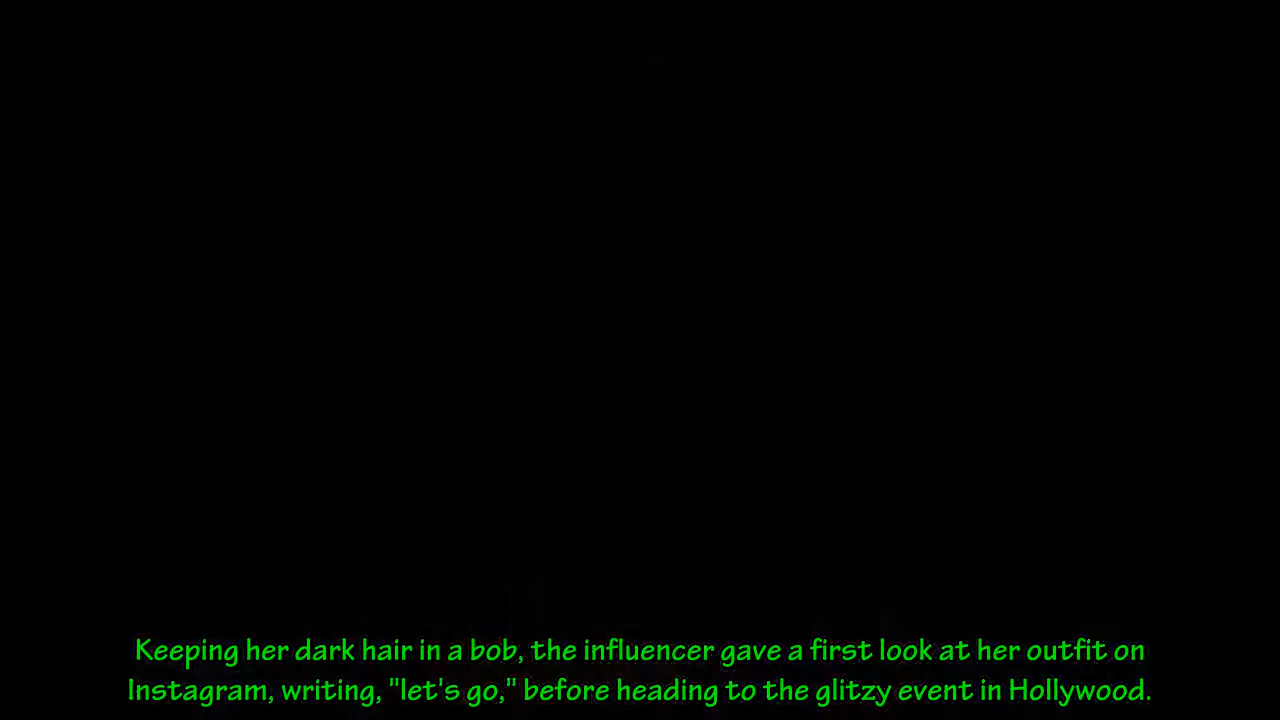 Keeping her dark hair in a bob, the influencer gave a first look at her outfit on
Instagram, writing, "let's go," before heading to the glitzy event in Hollywood.